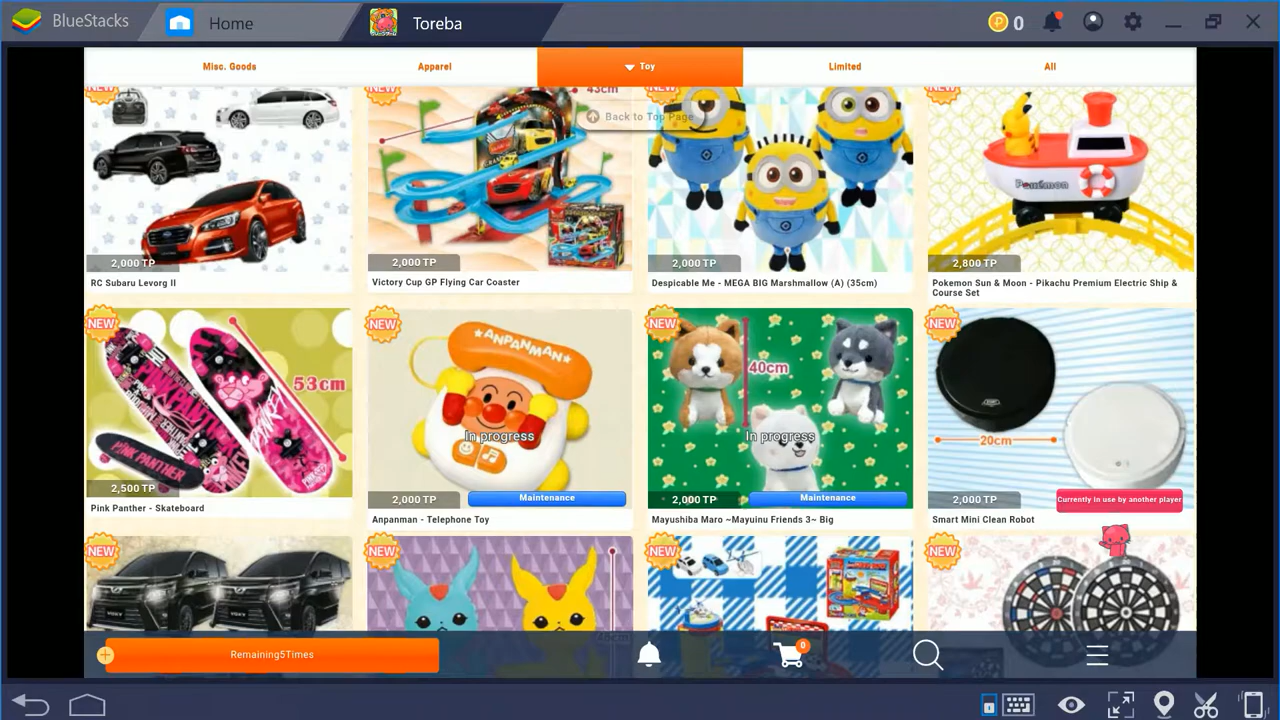 BlueStacks
Home
Toreba
0
Misc. Goods
Apparel
Toy
Limited
All
NEW
NEW
NEW
NEW
43cm
Back to Top Page
Pokémon
2,000 TP
2,000 TP
2,000 TP
2,800 TP
RC Subaru Levorg II
Victory Cup GP Flying Car Coaster
Despicable Me - MEGA BIG Marshmallow (A) (35cm)
Pokemon Sun & Moon - Pikachu Premium Electric Ship &
Course Set
NEW
NEW
NEW
NEW
53cm
PINK PANTHER
ANPANMAN
40cm
20cm
In progress
In progress
2,500 TP
2,000 TP
Maintenance
2,000 TP
Maintenance
2,000 TP
Currently in use by another player
Pink Panther - Skateboard
Anpanman - Telephone Toy
Mayushiba Maro ~Mayuinu Friends 3~ Big
Smart Mini Clean Robot
NEW
NEW
NEW
NEW
VOXY
VOXY
Remaining5Times
0